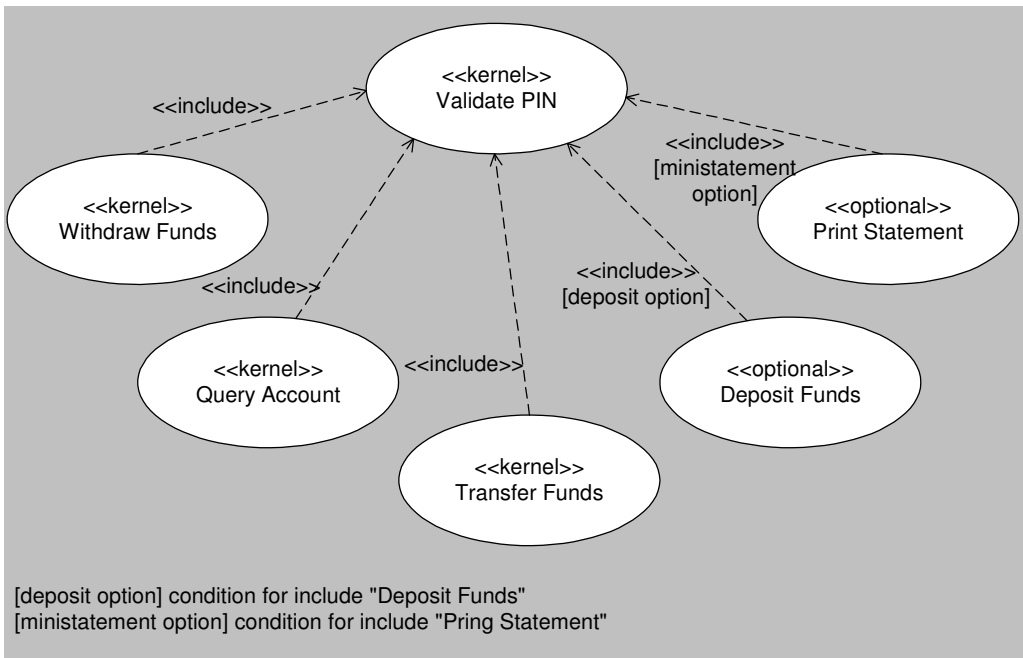 <<kernel>>
Validate PIN
<<include>>
<<include>>
[ministatement
option]
<<kernel>>
Withdraw Funds
<<optional>>
Print Statement
<<include>>
<<include>>
[deposit option]
<<kernel>>
Query Account
<<include>>
<<optional>>
Deposit Funds
<<kernel>>
Transfer Funds
[deposit option] condition for include "Deposit Funds"
[ministatement option] condition for include "Pring Statement"